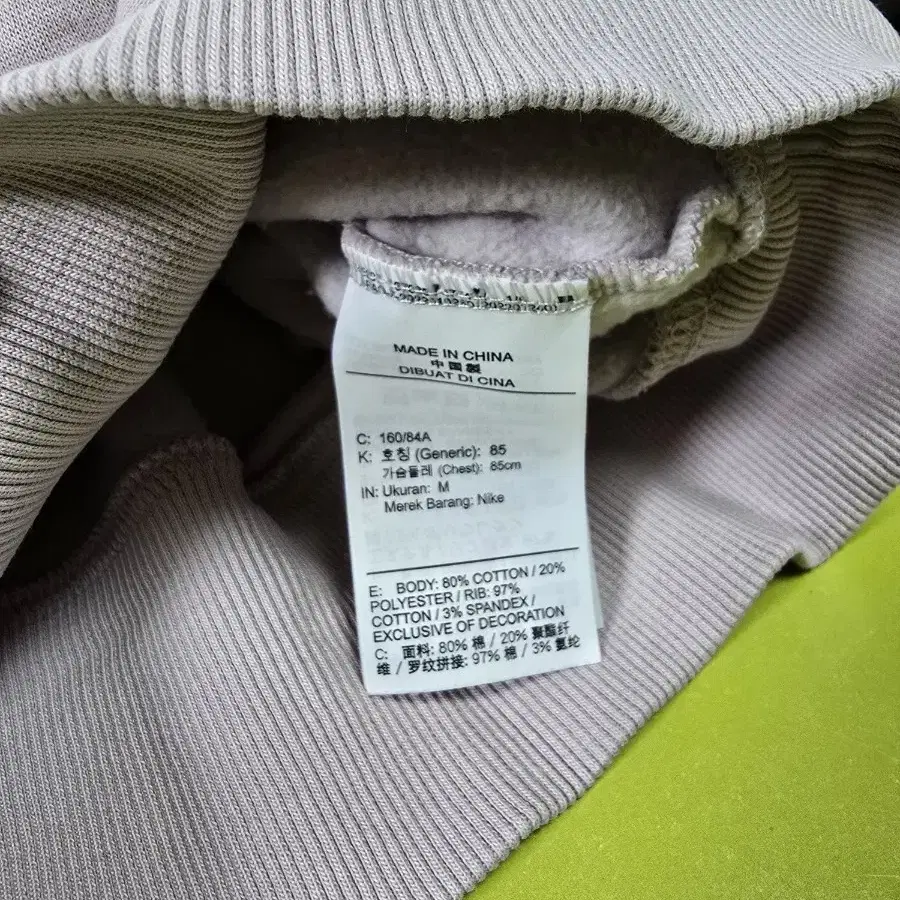 MADE IN CHINA
中国製
DIBUAT DI CINA
C: 160/84A
K: 호칭 (Generic): 85
가슴둘레 (Chest): 85cm
IN: Ukuran: M
Merek Barang: Nike
E: BODY: 80% COTTON / 20%
POLYESTER / RIB: 97%
COTTON / 3% SPANDEX /
EXCLUSIVE OF DECORATION
C: 面料: 80% 棉 / 20% 聚酯纤
维 / 罗纹拼接: 97% 棉 / 3% 氨纶